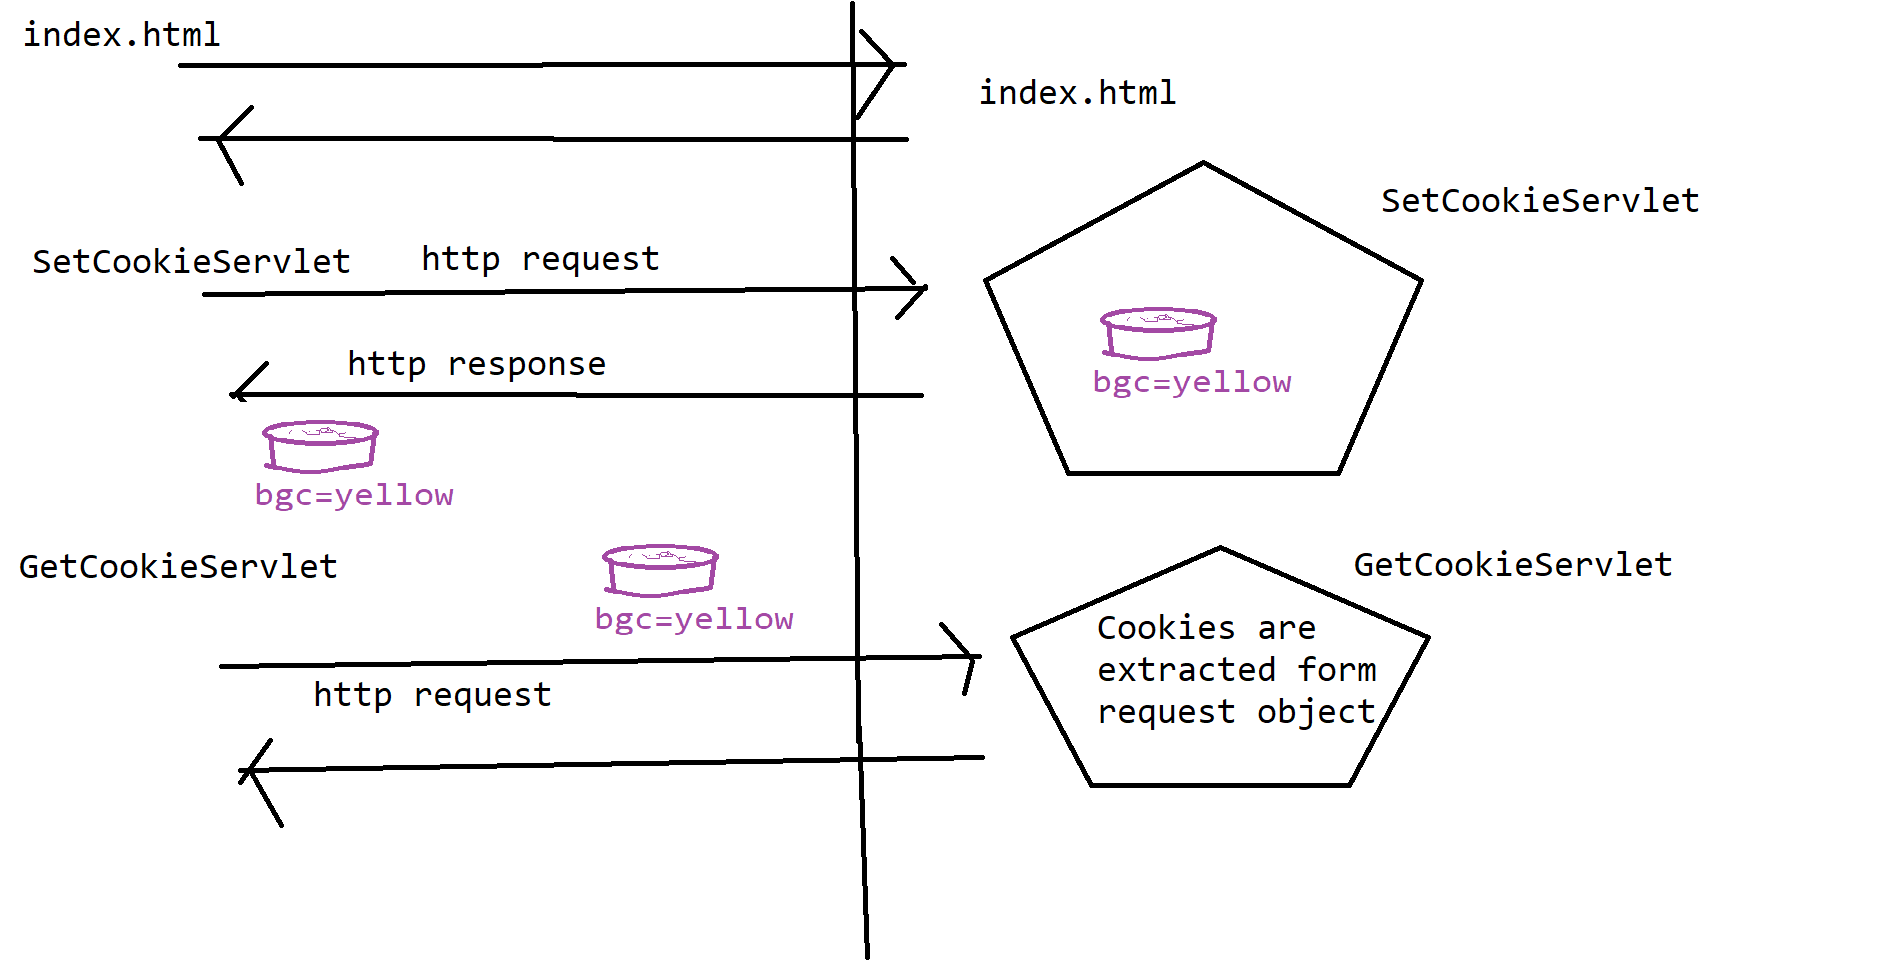 index.html
index.html
SetCookieServlet
SetCookieServlet
http request
http response
bgc=yellow
bgc=yellow
GetCookieServlet
GetCookieServlet
bgc=yellow
Cookies are
extracted form
request object
http request